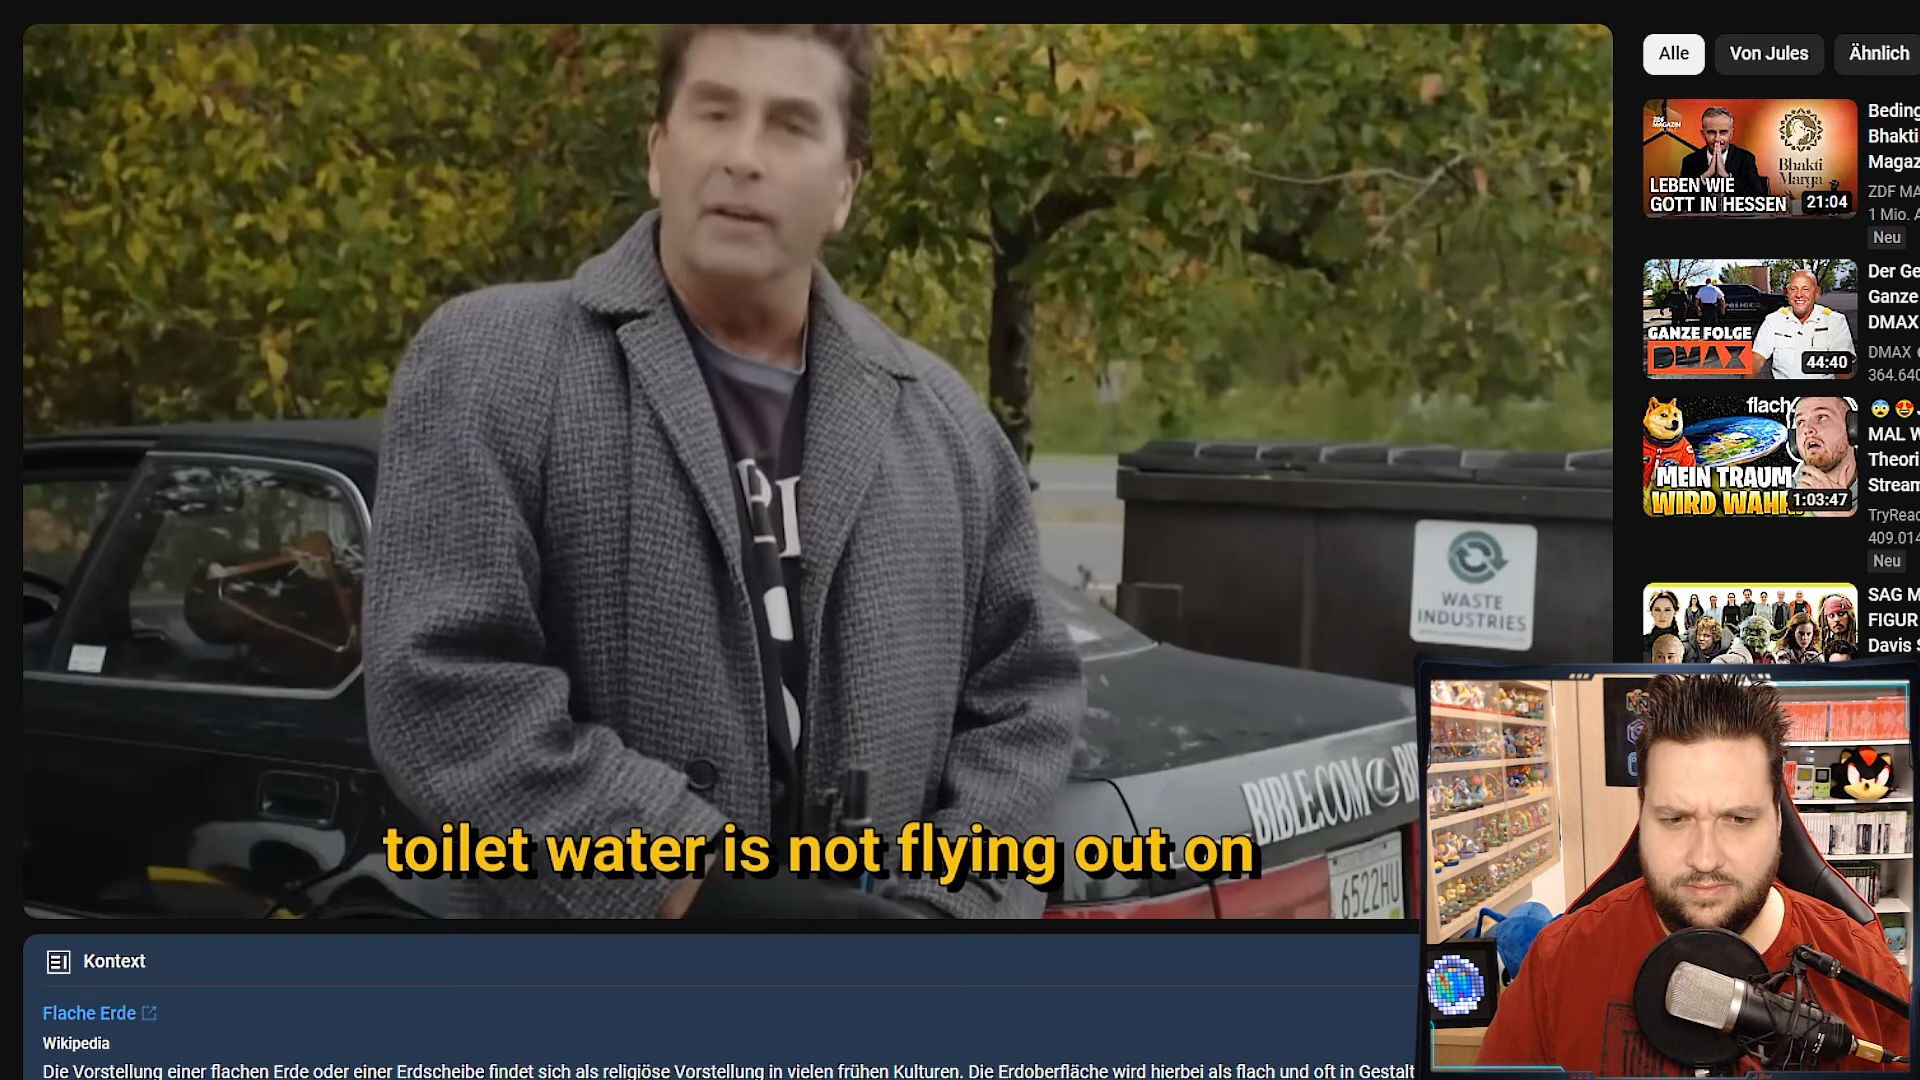 toilet water is not flying out on
WASTE
INDUSTRIES
BIBLE.COM
6522HU
Kontext
Flache Erde
Wikipedia
Die Vorstellung einer flachen Erde oder einer Erdscheibe findet sich als religiöse Vorstellung in vielen frühen Kulturen. Die Erdoberfläche wird hierbei als flach und oft in Gestalt
Alle
Von Jules
Ähnlich
ZDF
MAGAZIN
Bhakti
Marga
LEBEN WIE
GOTT IN HESSEN
21:04
Beding
Bhakti
Magaz
ZDF MA
1 Mio. A
Neu
POLICE
GANZE FOLGE
DMAX
44:40
Der Ge
Ganze
DMAX
DMAX
364.640
flach
MEIN TRAUM
WIRD WAHR
1:03:47
MAL W
Theori
Stream
TryReac
409.014
Neu
SAG M
FIGUR
Davis S